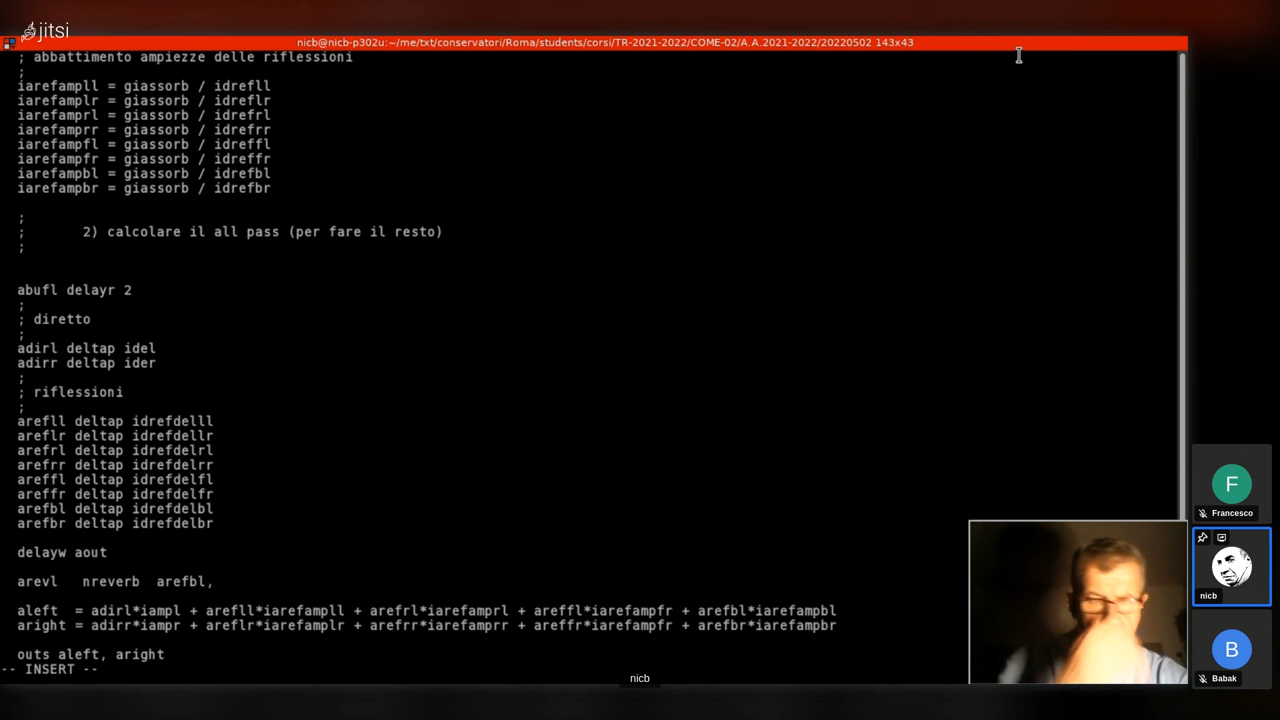 jitsi
nicb@nicb-p302u:~/me/txt/conservatori/Roma/students/corsi/TR-2021-2022/COME-02/A.A.2021-2022/20220502 143x43
; abbattimento ampiezze delle riflessioni
;
iarefampll = giassorb / idrefll
iarefamplr = giassorb / idreflr
iarefamprl = giassorb / idrefrl
iarefamprr = giassorb / idrefrr
iarefampfl = giassorb / idreffl
iarefampfr = giassorb / idreffr
iarefampbl = giassorb / idrefbl
iarefampbr = giassorb / idrefbr
;
; 2) calcolare il all pass (per fare il resto)
;
abufl delayr 2
;
; diretto
;
adirl deltap idel
adirr deltap ider
;
; riflessioni
;
arefll deltap idrefdelll
areflr deltap idrefdellr
arefrl deltap idrefdelrl
arefrr deltap idrefdelrr
areffl deltap idrefdelfl
areffr deltap idrefdelfr
arefbl deltap idrefdelbl
arefbr deltap idrefdelbr
delayw aout
arevl nreverb arefbl,
aleft = adirl*iampl + arefll*iarefampll + arefrl*iarefamprl + areffl*iarefampfr + arefbl*iarefampbl
aright = adirr*iampr + areflr*iarefamplr + arefrr*iarefamprr + areffr*iarefampfr + arefbr*iarefampbr
outs aleft, aright
-- INSERT --
nicb
F
Francesco
nicb
B
Babak